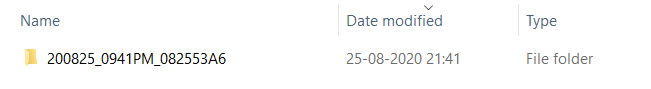 Name Date modified Type
200825_0941PM_082553A6 25-08-2020 21:41 File folder